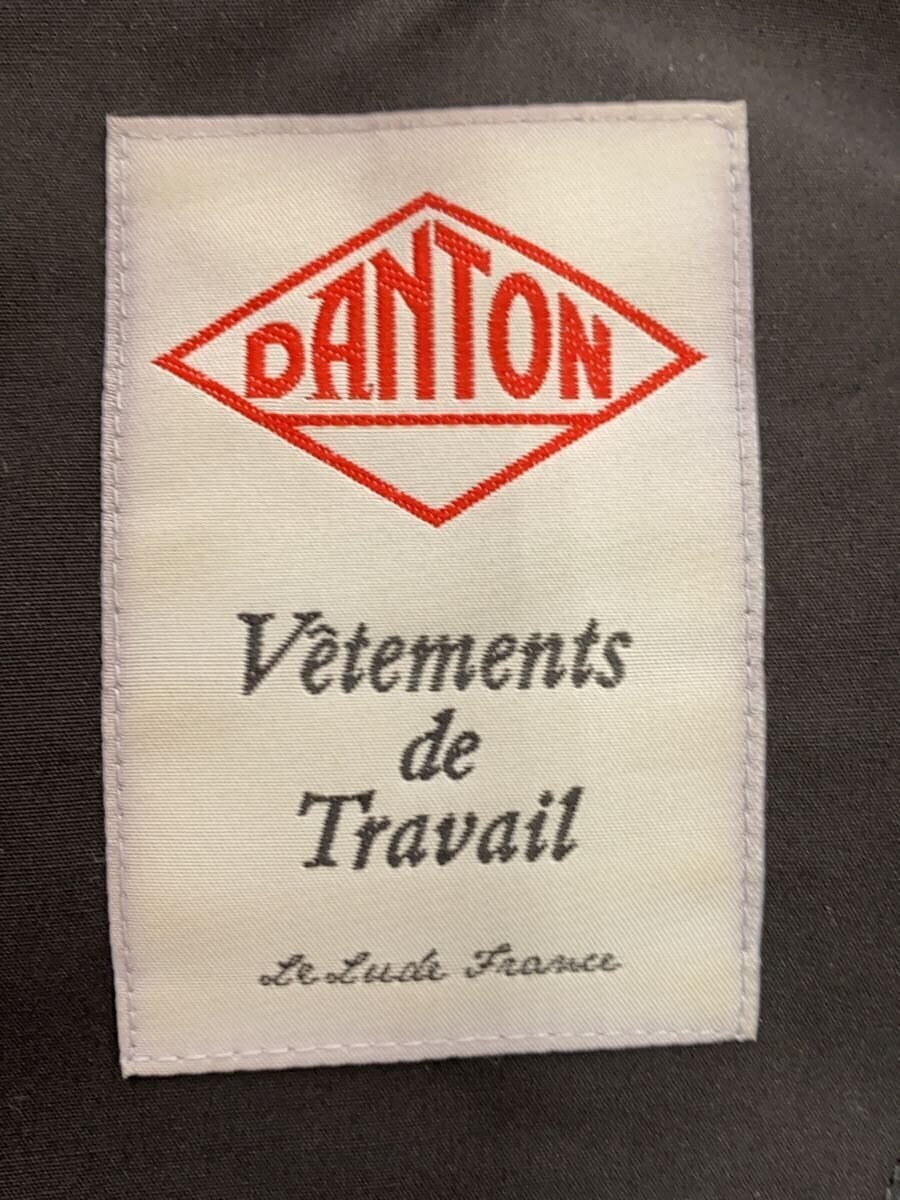 DANTON
Vêtements
de
Travail
Le Lude France